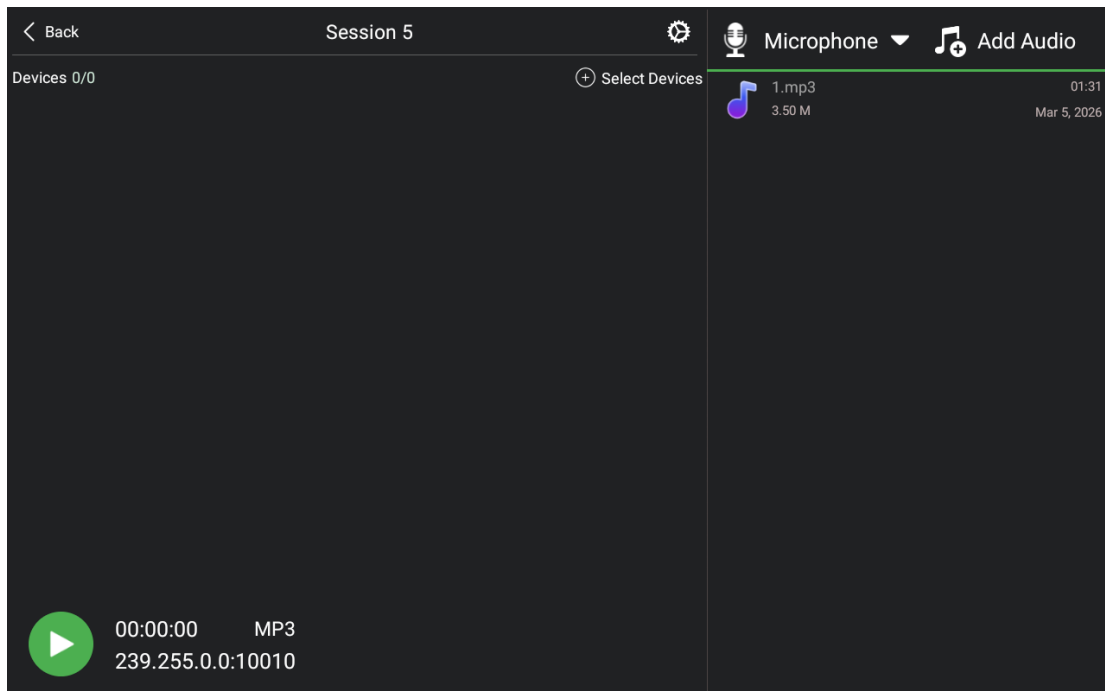 Back
Session 5
Devices 0/0
Select Devices
00:00:00 MP3
239.255.0.0:10010
Microphone
Add Audio
1.mp3 01:31
3.50 M Mar 5, 2026